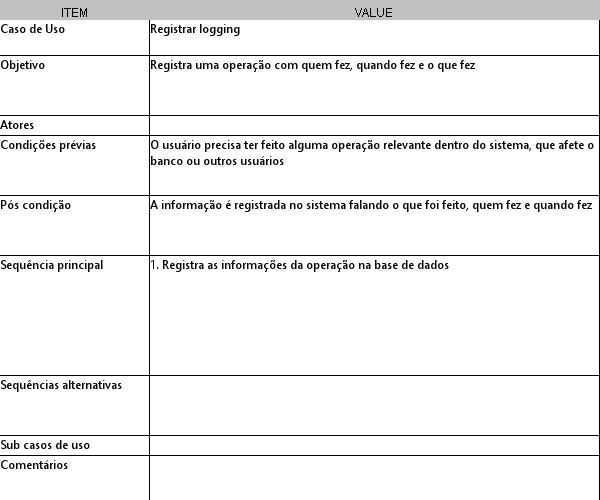 ITEM VALUE
Caso de Uso Registrar logging
Objetivo Registra uma operação com quem fez, quando fez e o que fez
Atores
Condições prévias O usuário precisa ter feito alguma operação relevante dentro do sistema, que afete o
banco ou outros usuários
Pós condição A informação é registrada no sistema falando o que foi feito, quem fez e quando fez
Sequência principal 1. Registra as informações da operação na base de dados
Sequências alternativas
Sub casos de uso
Comentários